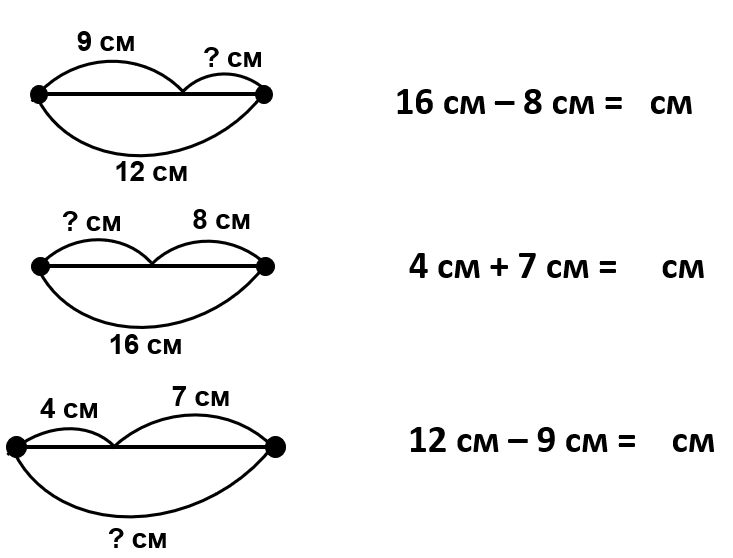 9 см
? см
12 см
16 см – 8 см = см
? см
8 см
16 см
4 см + 7 см = см
4 см
7 см
? см
12 см – 9 см = см